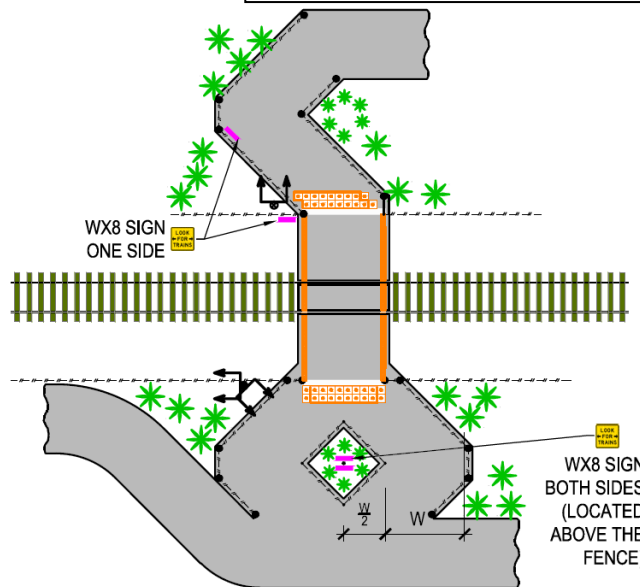 WX8 SIGN
ONE SIDE
LOOK
FOR
TRAINS
LOOK
FOR
TRAINS
WX8 SIGN
BOTH SIDES
(LOCATED
ABOVE THE
FENCE
W
2
W